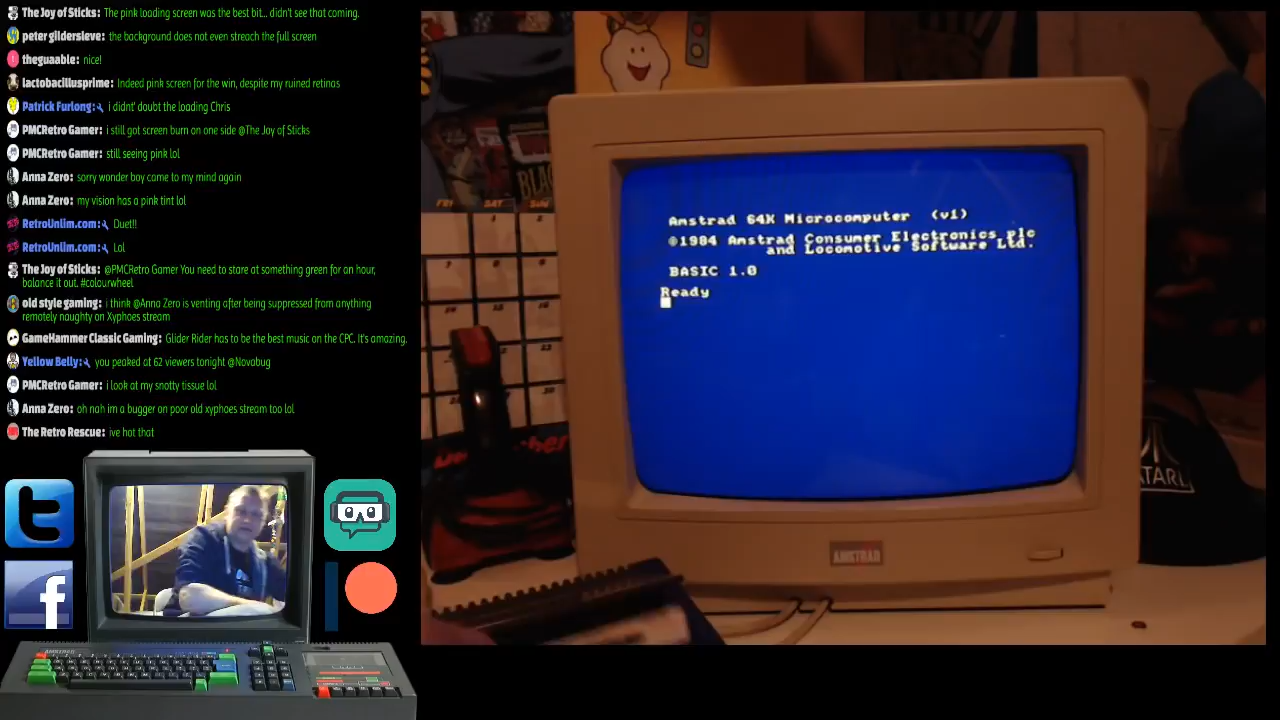 The Joy of Sticks: The pink loading screen was the best bit... didn't see that coming.
peter gildersleve: the background does not even streach the full screen
theguaable: nice!
lactobacillusprime: Indeed pink screen for the win, despite my ruined retinas
Patrick Furlong: i didnt' doubt the loading Chris
PMCRetro Gamer: i still got screen burn on one side @The Joy of Sticks
PMCRetro Gamer: still seeing pink lol
Anna Zero: sorry wonder boy came to my mind again
Anna Zero: my vision has a pink tint lol
RetroUnlim.com: Duet!!
RetroUnlim.com: Lol
The Joy of Sticks: @PMCRetro Gamer You need to stare at something green for an hour,
balance it out. #colourwheel
old style gaming: i think @Anna Zero is venting after being suppressed from anything
remotely naughty on Xyphoes stream
GameHammer Classic Gaming: Glider Rider has to be the best music on the CPC. It's amazing.
Yellow Belly: you peaked at 62 viewers tonight @Novabug
PMCRetro Gamer: i look at my snotty tissue lol
Anna Zero: oh nah im a bugger on poor old xyphoes stream too lol
The Retro Rescue: ive hot that
Amstrad 64K Microcomputer (v1)
©1984 Amstrad Consumer Electronics plc
and Locomotive Software Ltd.
BASIC 1.0
Ready
AMSTRAD
ATARI
FRI SAT